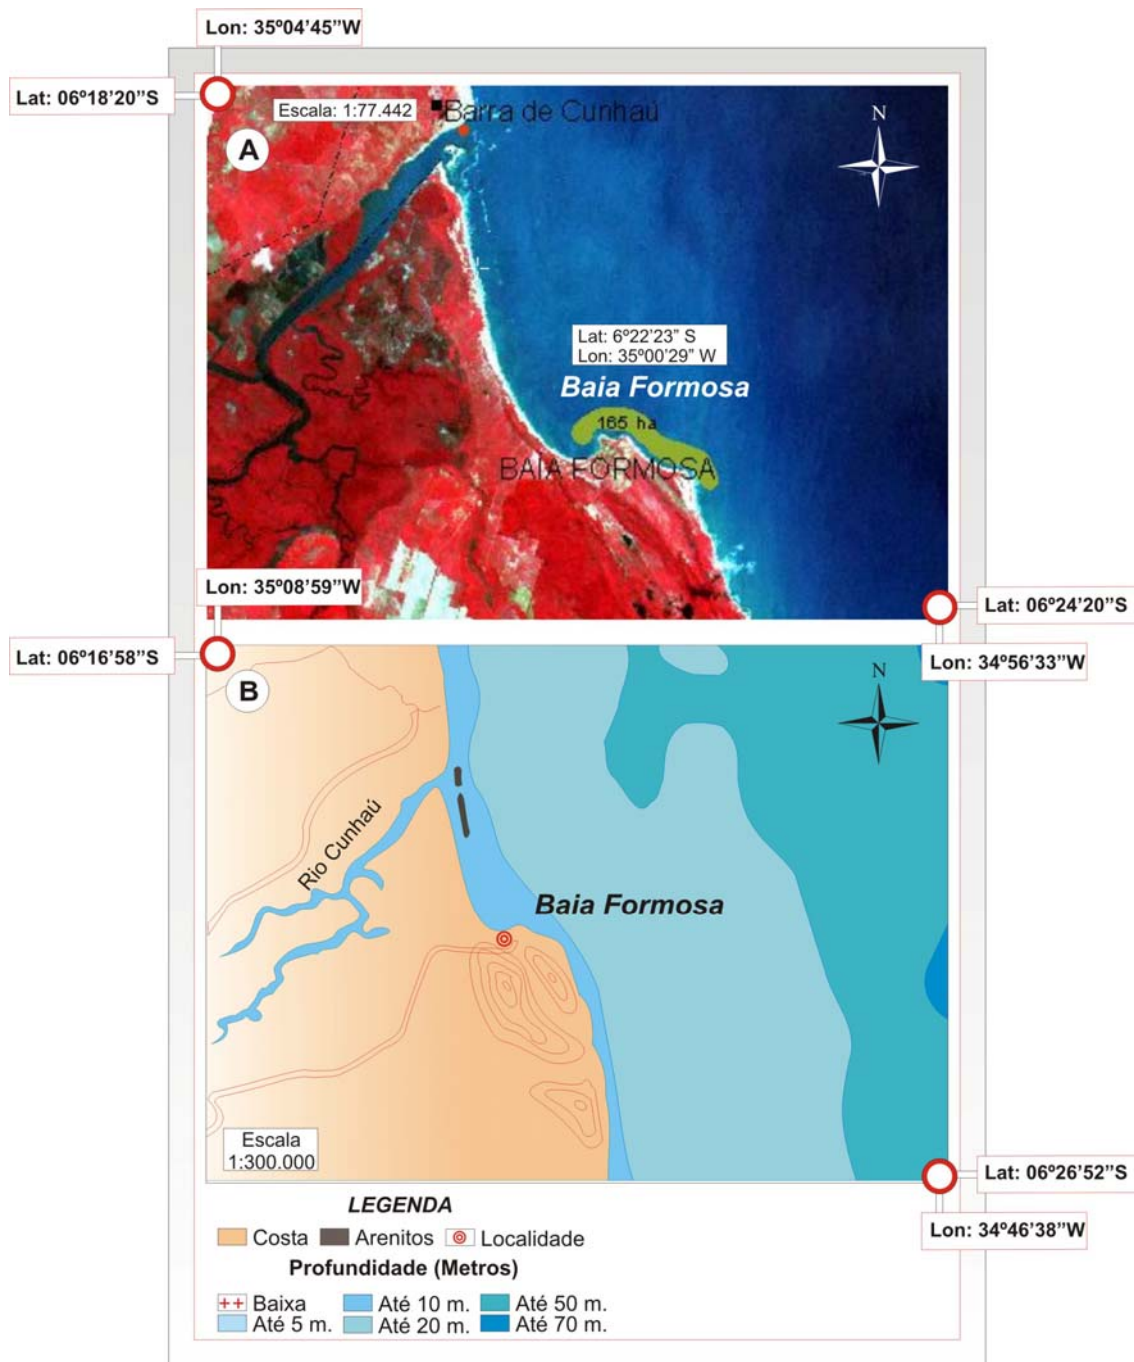 Lon: 35º04’45”W
Lat: 06º18’20”S
Escala: 1:77.442
Barra de Cunhaú
A
N
Lat: 6º22’23” S
Lon: 35º00’29” W
Baia Formosa
165 ha
BAÍA FORMOSA
Lon: 35º08’59”W
Lat: 06º24’20”S
Lat: 06º16’58”S
Lon: 34º56’33”W
B
N
Rio Cunhaú
Baia Formosa
Escala
1:300.000
Lat: 06º26’52”S
Lon: 34º46’38”W
LEGENDA
Costa Arenitos Localidade
Profundidade (Metros)
++ Baixa Até 10 m. Até 50 m.
Até 5 m. Até 20 m. Até 70 m.